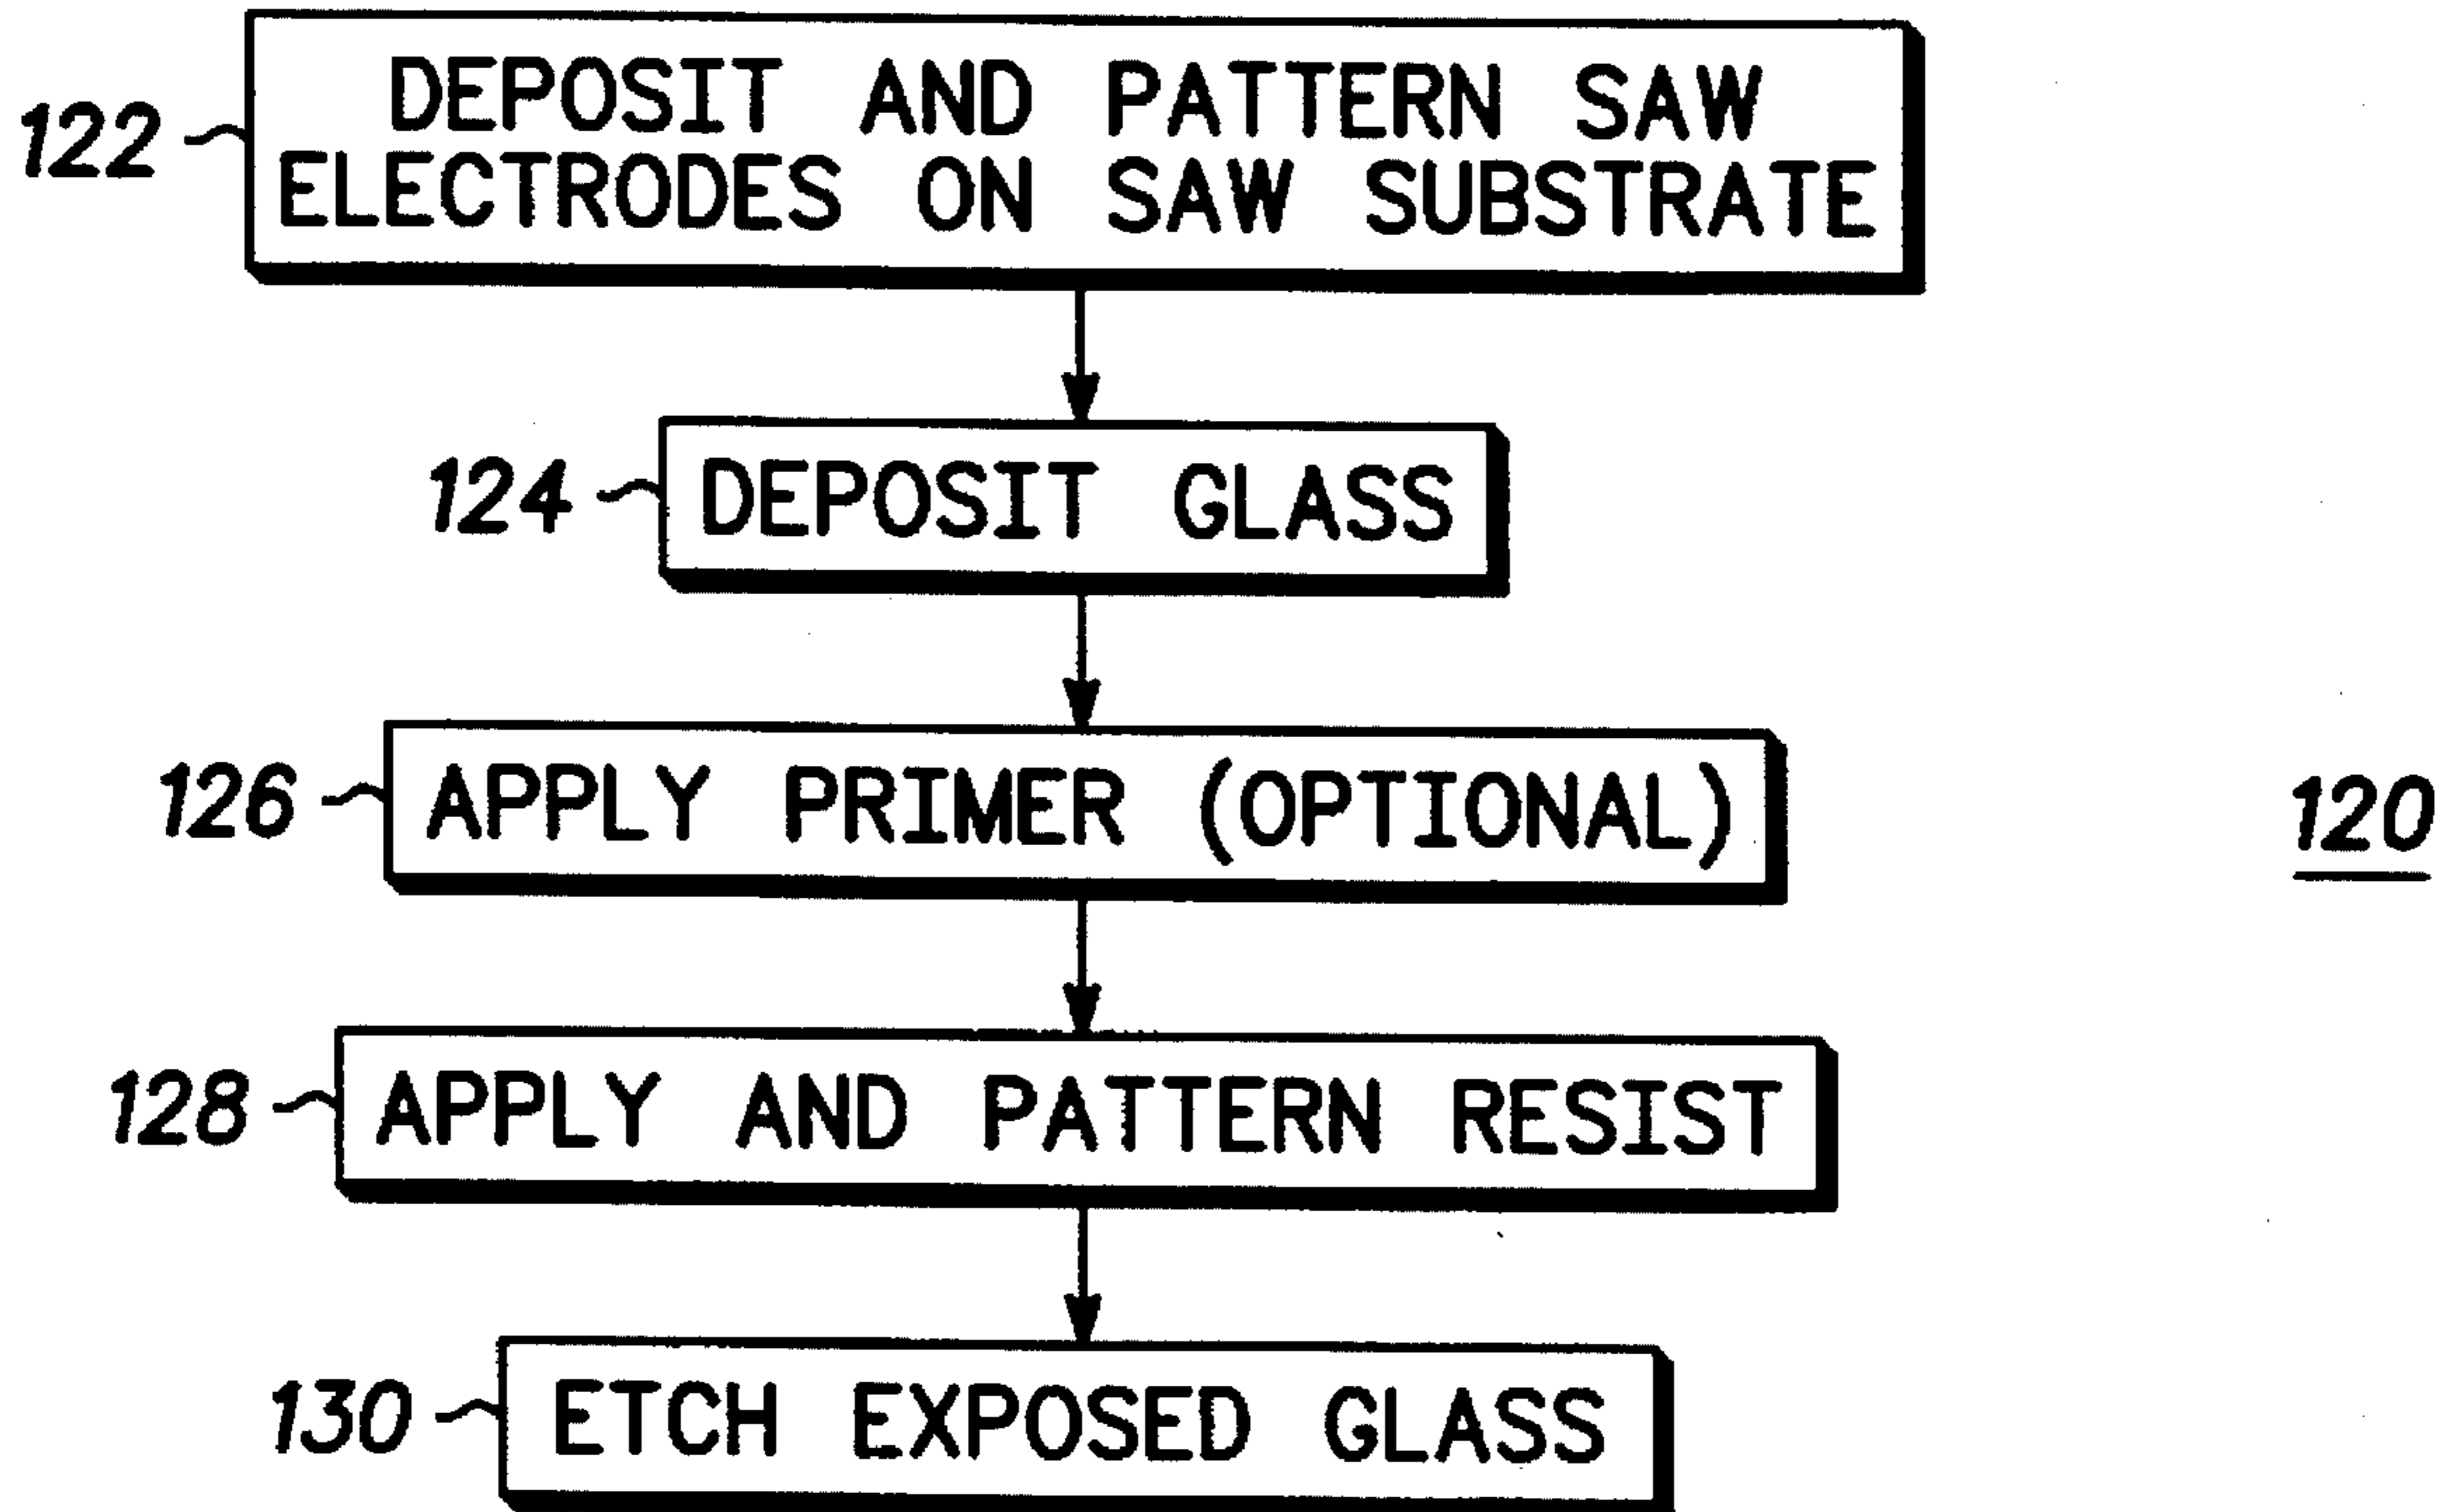 122
DEPOSIT AND PATTERN SAW
ELECTRODES ON SAW SUBSTRATE
124
DEPOSIT GLASS
126
APPLY PRIMER (OPTIONAL)
120
128
APPLY AND PATTERN RESIST
130
ETCH EXPOSED GLASS